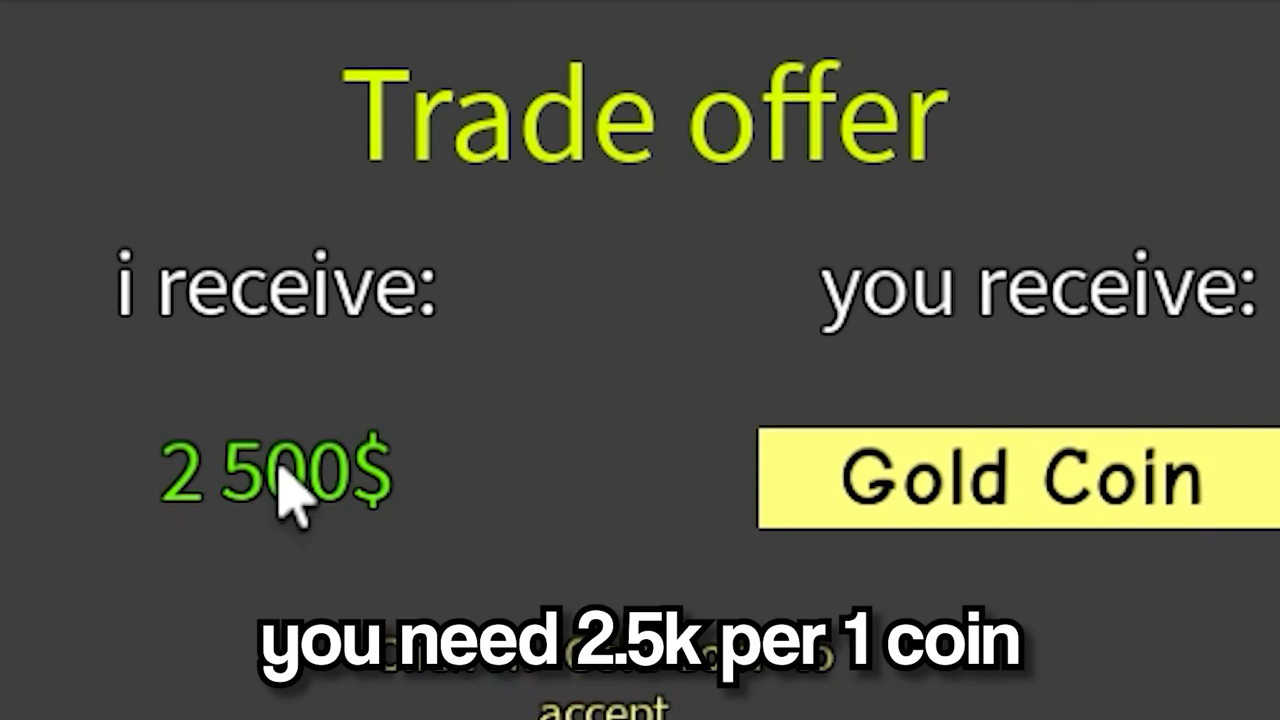 Trade offer
i receive: you receive:
2 500$ Gold Coin
you need 2.5k per 1 coin
accept